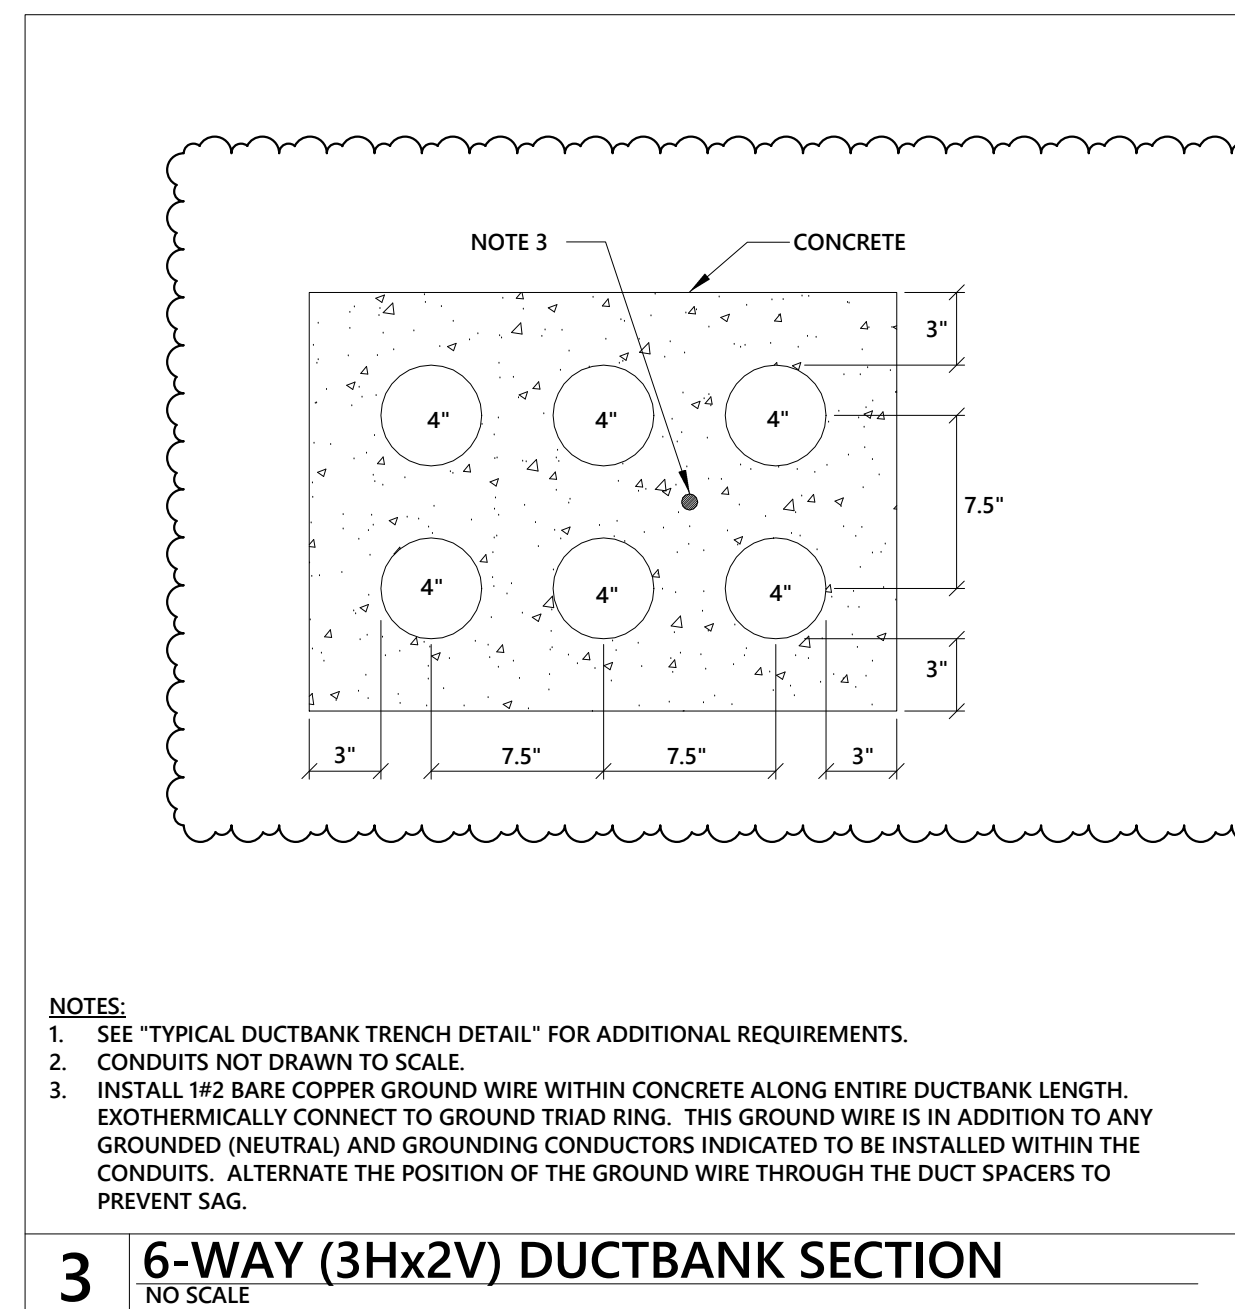 NOTE 3
CONCRETE
3"
4" 4" 4"
7.5"
4" 4" 4"
3"
3" 7.5" 7.5" 3"
NOTES:
1. SEE "TYPICAL DUCTBANK TRENCH DETAIL" FOR ADDITIONAL REQUIREMENTS.
2. CONDUITS NOT DRAWN TO SCALE.
3. INSTALL 1#2 BARE COPPER GROUND WIRE WITHIN CONCRETE ALONG ENTIRE DUCTBANK LENGTH.
EXOTHERMICALLY CONNECT TO GROUND TRIAD RING. THIS GROUND WIRE IS IN ADDITION TO ANY
GROUNDED (NEUTRAL) AND GROUNDING CONDUCTORS INDICATED TO BE INSTALLED WITHIN THE
CONDUITS. ALTERNATE THE POSITION OF THE GROUND WIRE THROUGH THE DUCT SPACERS TO
PREVENT SAG.
3
6-WAY (3Hx2V) DUCTBANK SECTION
NO SCALE